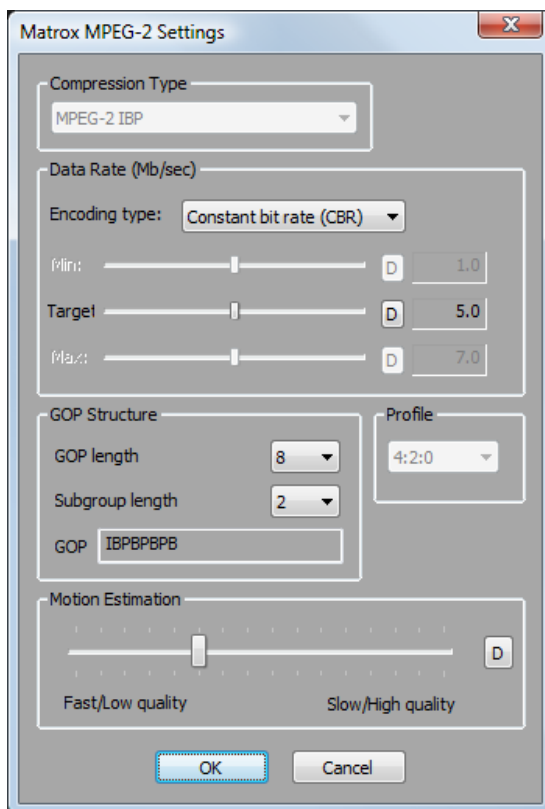 Matrox MPEG-2 Settings
Compression Type
MPEG-2 IBP
Data Rate (Mb/sec)
Encoding type: Constant bit rate (CBR)
Min: D 1.0
Target D 5.0
Max: D 7.0
GOP Structure
Profile
GOP length 8
4:2:0
Subgroup length 2
GOP IBPBPBPB
Motion Estimation
D
Fast/Low quality Slow/High quality
OK Cancel